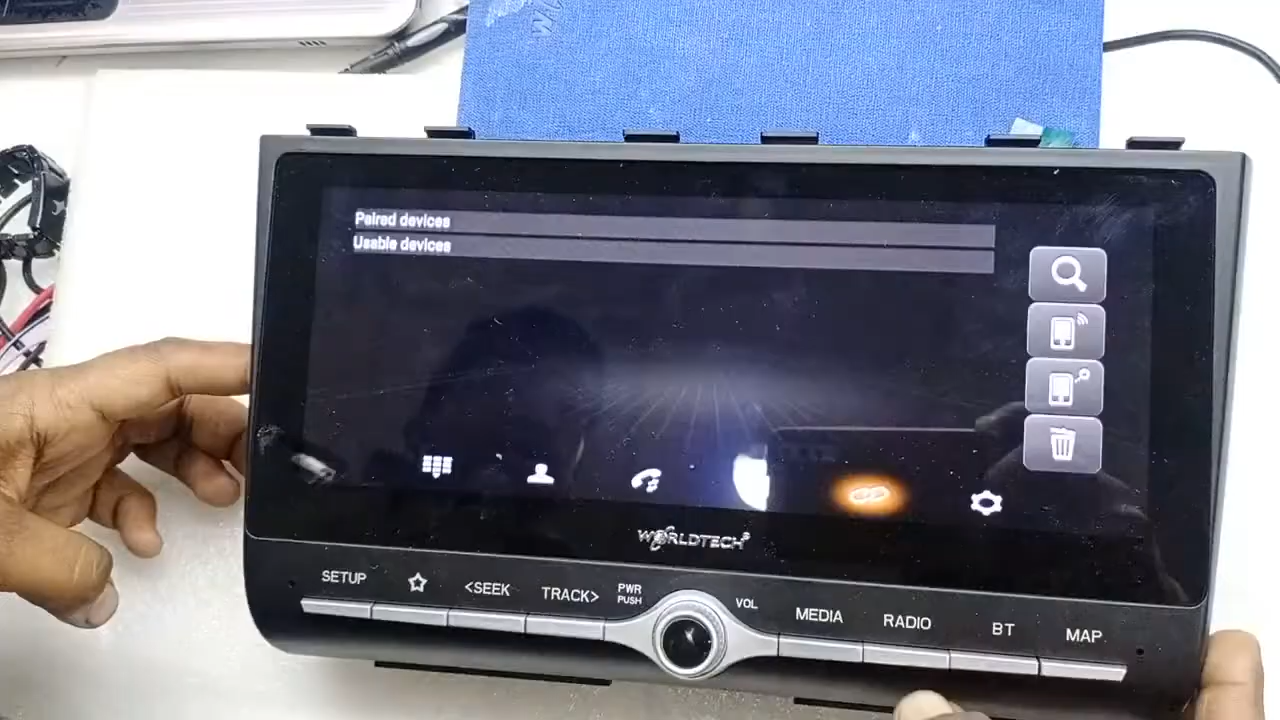 Paired devices
Usable devices
WORLDTECH
SETUP
<SEEK
TRACK>
PWR
PUSH
VOL
MEDIA
RADIO
BT
MAP